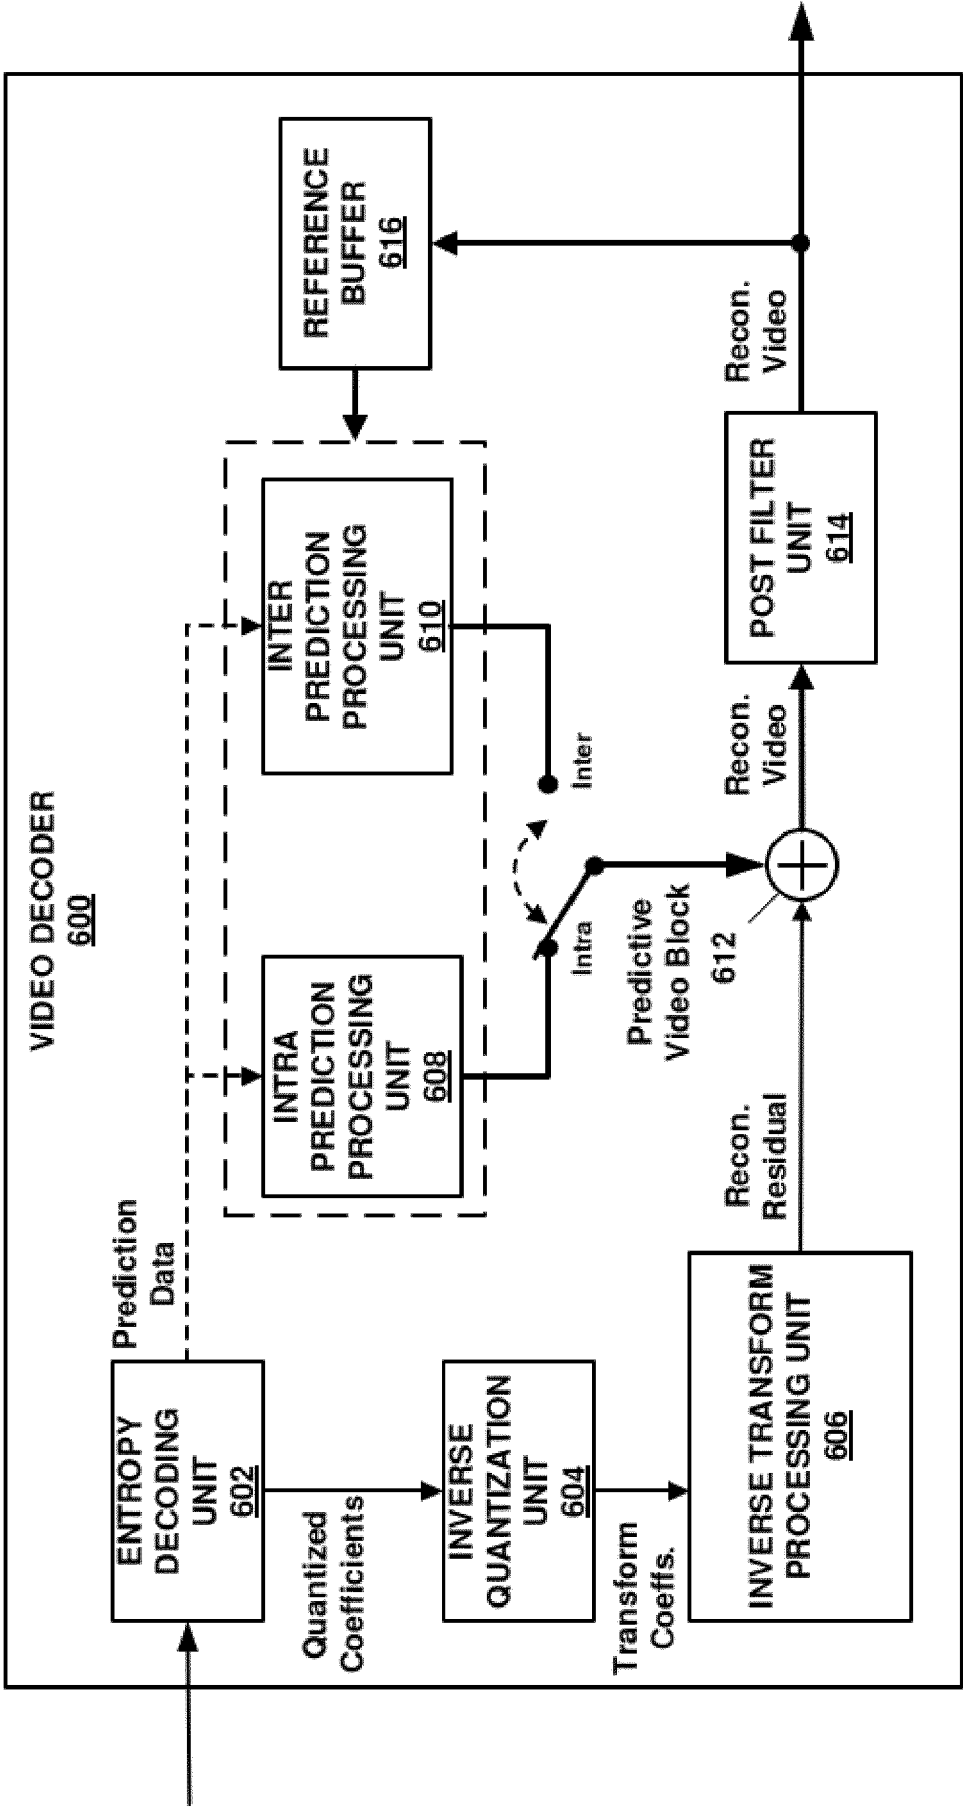 VIDEO DECODER
600
ENTROPY
DECODING
UNIT
602
Prediction
Data
Quantized
Coefficients
INVERSE
QUANTIZATION
UNIT
604
Transform
Coeffs.
INVERSE TRANSFORM
PROCESSING UNIT
606
Recon.
Residual
INTRA
PREDICTION
PROCESSING
UNIT
608
INTER
PREDICTION
PROCESSING
UNIT
610
Intra
Inter
Predictive
Video Block
612
Recon.
Video
POST FILTER
UNIT
614
Recon.
Video
REFERENCE
BUFFER
616